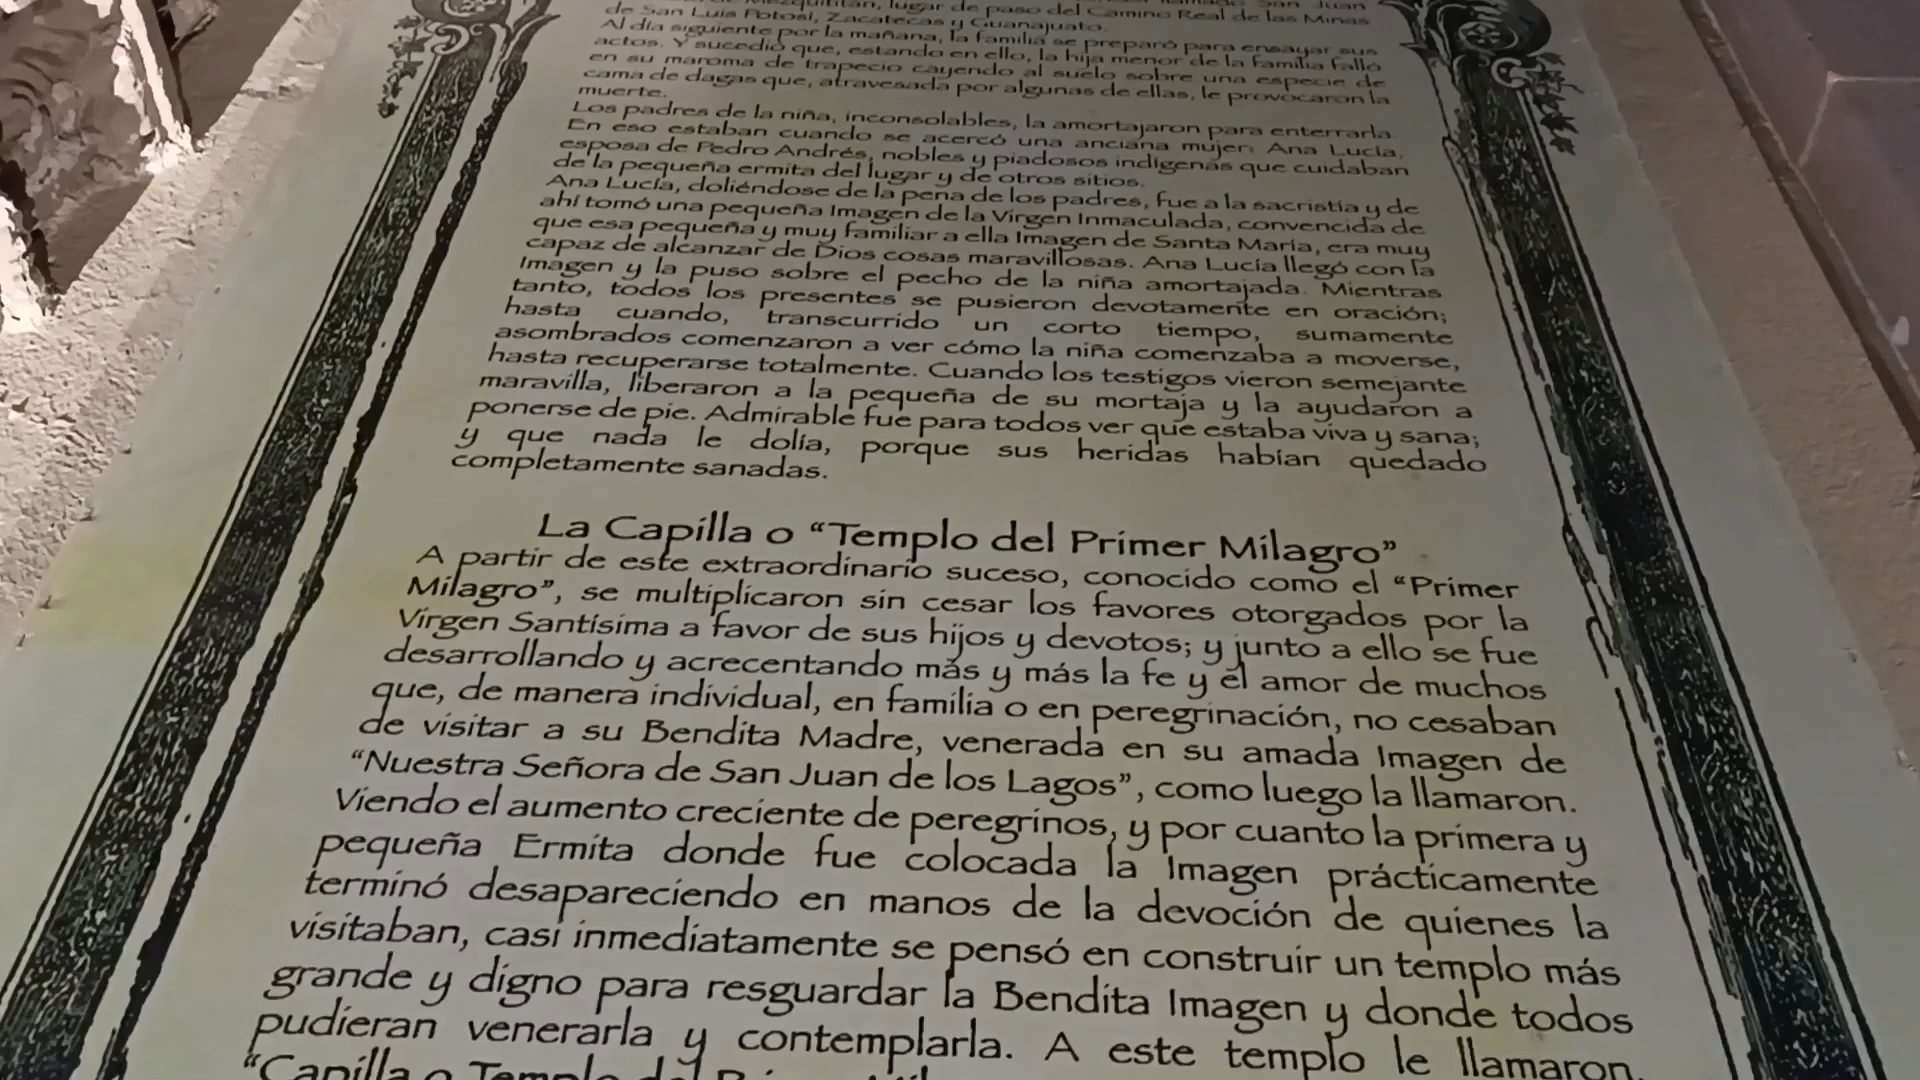 de Mezquititán, lugar de paso del Camino Real de las Minas
de San Luis Potosí, Zacatecas y Guanajuato.
Al día siguiente por la mañana, la familia se preparó para ensayar sus
actos. Y sucedió que, estando en ello, la hija menor de la familia falló
en su maroma de trapecio cayendo al suelo sobre una especie de
cama de dagas que, atravesada por algunas de ellas, le provocaron la
muerte.
Los padres de la niña, inconsolables, la amortajaron para enterrarla.
En eso estaban cuando se acercó una anciana mujer: Ana Lucía,
esposa de Pedro Andrés, nobles y piadosos indígenas que cuidaban
de la pequeña ermita del lugar y de otros sitios.
Ana Lucía, doliéndose de la pena de los padres, fue a la sacristía y de
ahí tomó una pequeña Imagen de la Virgen Inmaculada, convencida de
que esa pequeña y muy familiar a ella Imagen de Santa María, era muy
capaz de alcanzar de Dios cosas maravillosas. Ana Lucía llegó con la
Imagen y la puso sobre el pecho de la niña amortajada. Mientras
tanto, todos los presentes se pusieron devotamente en oración;
hasta cuando, transcurrido un corto tiempo, sumamente
asombrados comenzaron a ver cómo la niña comenzaba a moverse,
hasta recuperarse totalmente. Cuando los testigos vieron semejante
maravilla, liberaron a la pequeña de su mortaja y la ayudaron a
ponerse de pie. Admirable fue para todos ver que estaba viva y sana;
y que nada le dolía, porque sus heridas habían quedado
completamente sanadas.
La Capilla o “Templo del Primer Milagro”
A partir de este extraordinario suceso, conocido como el “Primer
Milagro”, se multiplicaron sin cesar los favores otorgados por la
Virgen Santísima a favor de sus hijos y devotos; y junto a ello se fue
desarrollando y acrecentando más y más la fe y el amor de muchos
que, de manera individual, en familia o en peregrinación, no cesaban
de visitar a su Bendita Madre, venerada en su amada Imagen de
“Nuestra Señora de San Juan de los Lagos”, como luego la llamaron.
Viendo el aumento creciente de peregrinos, y por cuanto la primera y
pequeña Ermita donde fue colocada la Imagen prácticamente
terminó desapareciendo en manos de la devoción de quienes la
visitaban, casi inmediatamente se pensó en construir un templo más
grande y digno para resguardar la Bendita Imagen y donde todos
pudieran venerarla y contemplarla. A este templo le llamaron,
“Capilla o Templo del